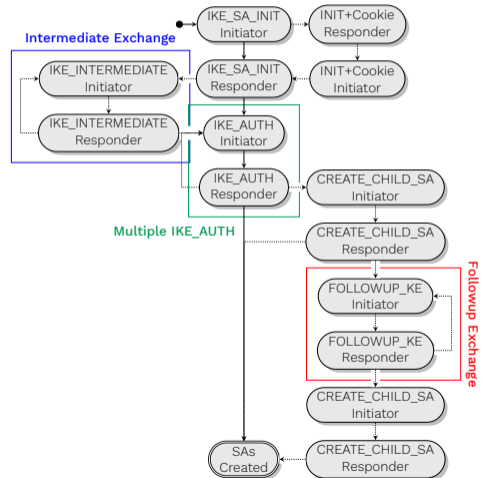 IKE_SA_INIT
Initiator
INIT+Cookie
Responder
Intermediate Exchange
IKE_INTERMEDIATE
Initiator
IKE_SA_INIT
Responder
INIT+Cookie
Initiator
IKE_INTERMEDIATE
Responder
IKE_AUTH
Initiator
IKE_AUTH
Responder
CREATE_CHILD_SA
Initiator
Multiple IKE_AUTH
CREATE_CHILD_SA
Responder
Followup Exchange
FOLLOWUP_KE
Initiator
FOLLOWUP_KE
Responder
CREATE_CHILD_SA
Initiator
SAs
Created
CREATE_CHILD_SA
Responder